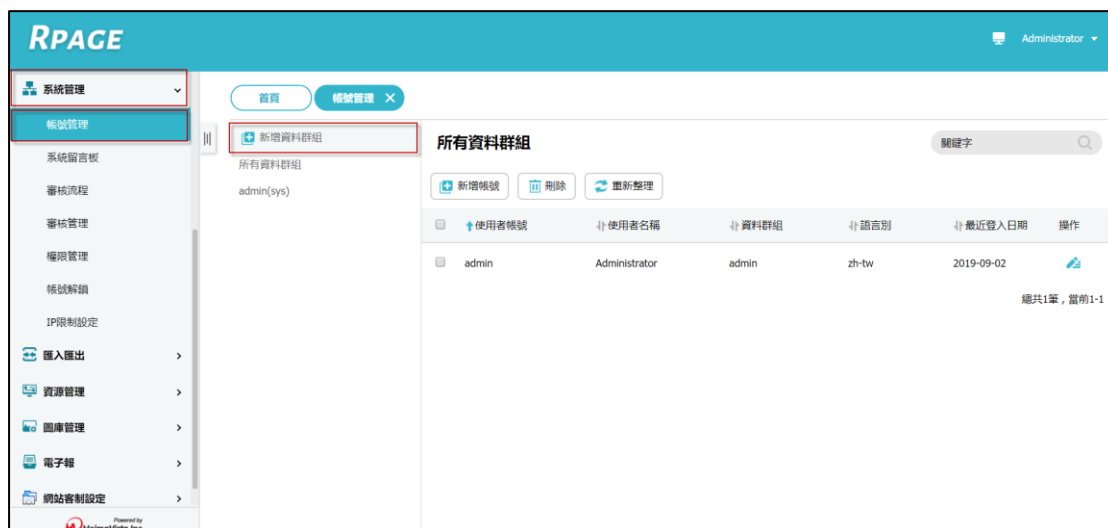 RPAGE
Administrator
系統管理
帳號管理
系統留言板
審核流程
審核管理
權限管理
帳號解鎖
IP限制設定
匯入匯出
資源管理
圖庫管理
電子報
網站客制設定
Powered by
HeimaVista Inc.
首頁
帳號管理
新增資料群組
所有資料群組
admin(sys)
所有資料群組
關鍵字
新增帳號 刪除 重新整理
使用者帳號 使用者名稱 資料群組 語言別 最近登入日期 操作
admin Administrator admin zh-tw 2019-09-02
總共1筆,當前1-1